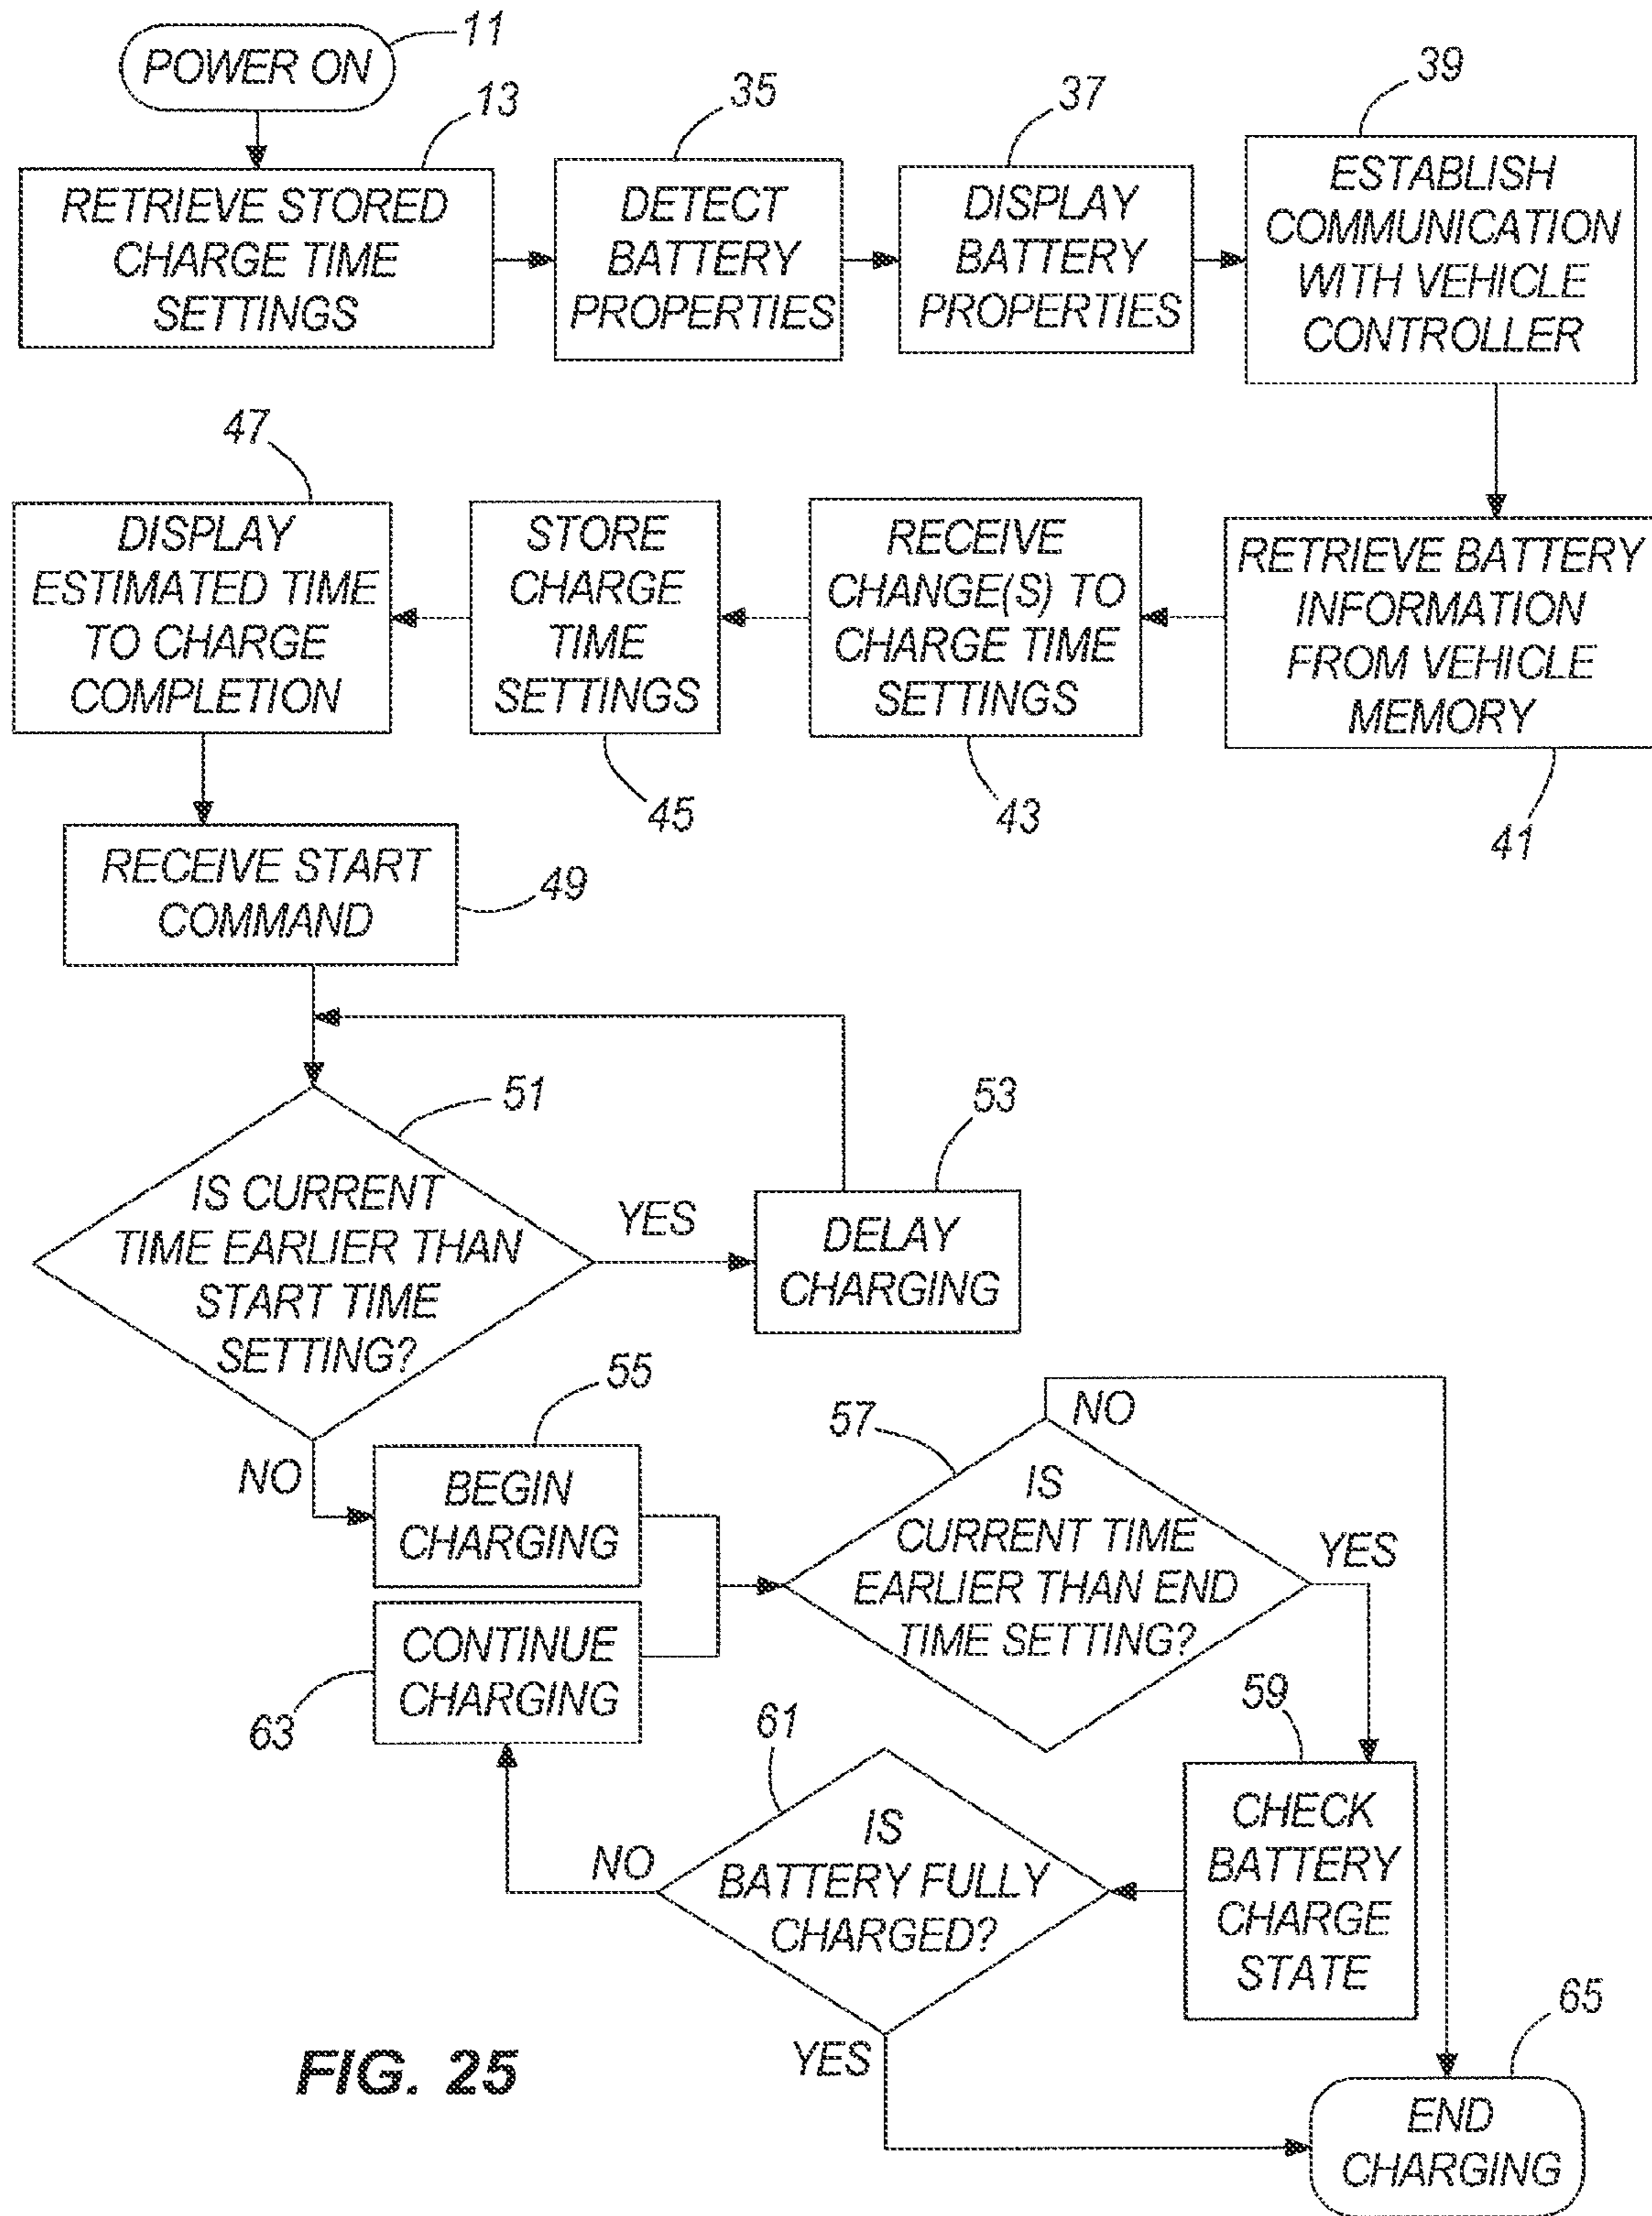 POWER ON
11
13
RETRIEVE STORED
CHARGE TIME
SETTINGS
35
DETECT
BATTERY
PROPERTIES
37
DISPLAY
BATTERY
PROPERTIES
39
ESTABLISH
COMMUNICATION
WITH VEHICLE
CONTROLLER
47
DISPLAY
ESTIMATED TIME
TO CHARGE
COMPLETION
STORE
CHARGE
TIME
SETTINGS
45
RECEIVE
CHANGE(S) TO
CHARGE TIME
SETTINGS
43
RETRIEVE BATTERY
INFORMATION
FROM VEHICLE
MEMORY
41
RECEIVE START
COMMAND
49
51
IS CURRENT
TIME EARLIER THAN
START TIME
SETTING?
YES
53
DELAY
CHARGING
NO
55
BEGIN
CHARGING
CONTINUE
CHARGING
63
57
NO
IS
CURRENT TIME
EARLIER THAN END
TIME SETTING?
YES
59
CHECK
BATTERY
CHARGE
STATE
61
IS
BATTERY FULLY
CHARGED?
NO
YES
65
END
CHARGING
FIG. 25